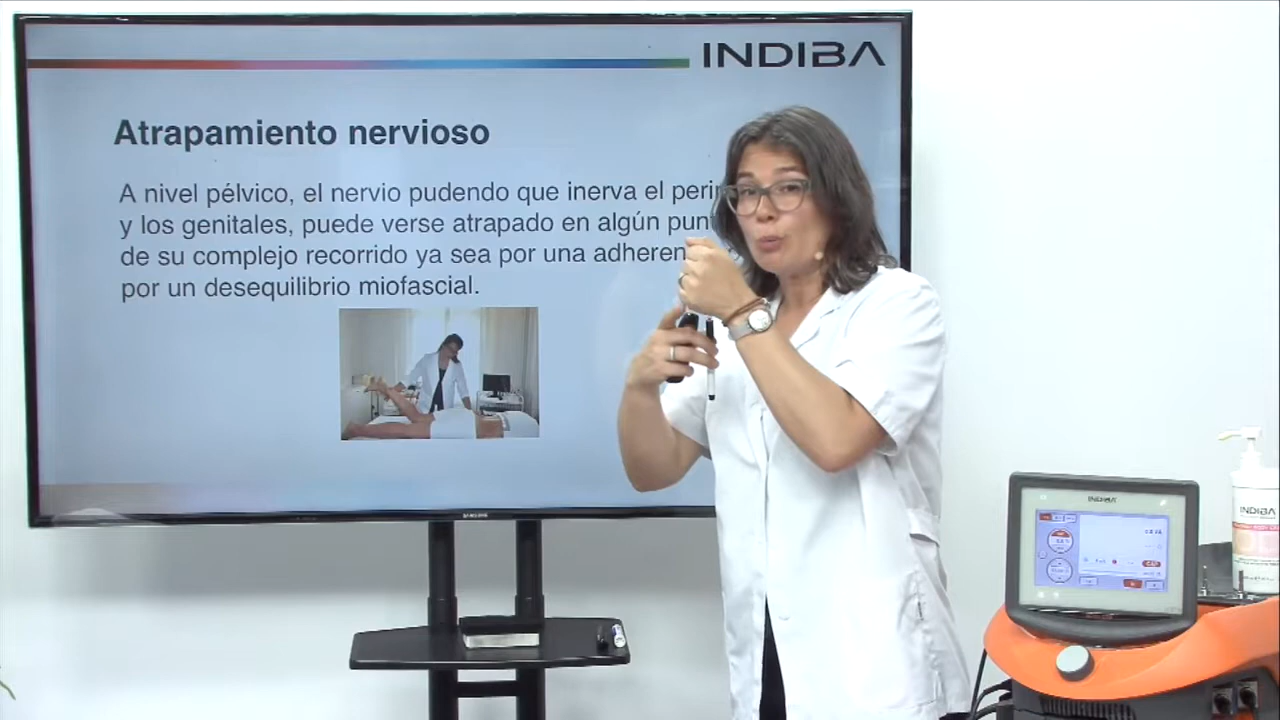 INDIBA
Atrapamiento nervioso
A nivel pélvico, el nervio pudendo que inerva el
y los genitales, puede verse atrapado en algún
de su complejo recorrido ya sea por una
por un desequilibrio miofascial.
SAMSUNG
INDIBA
INDIBA